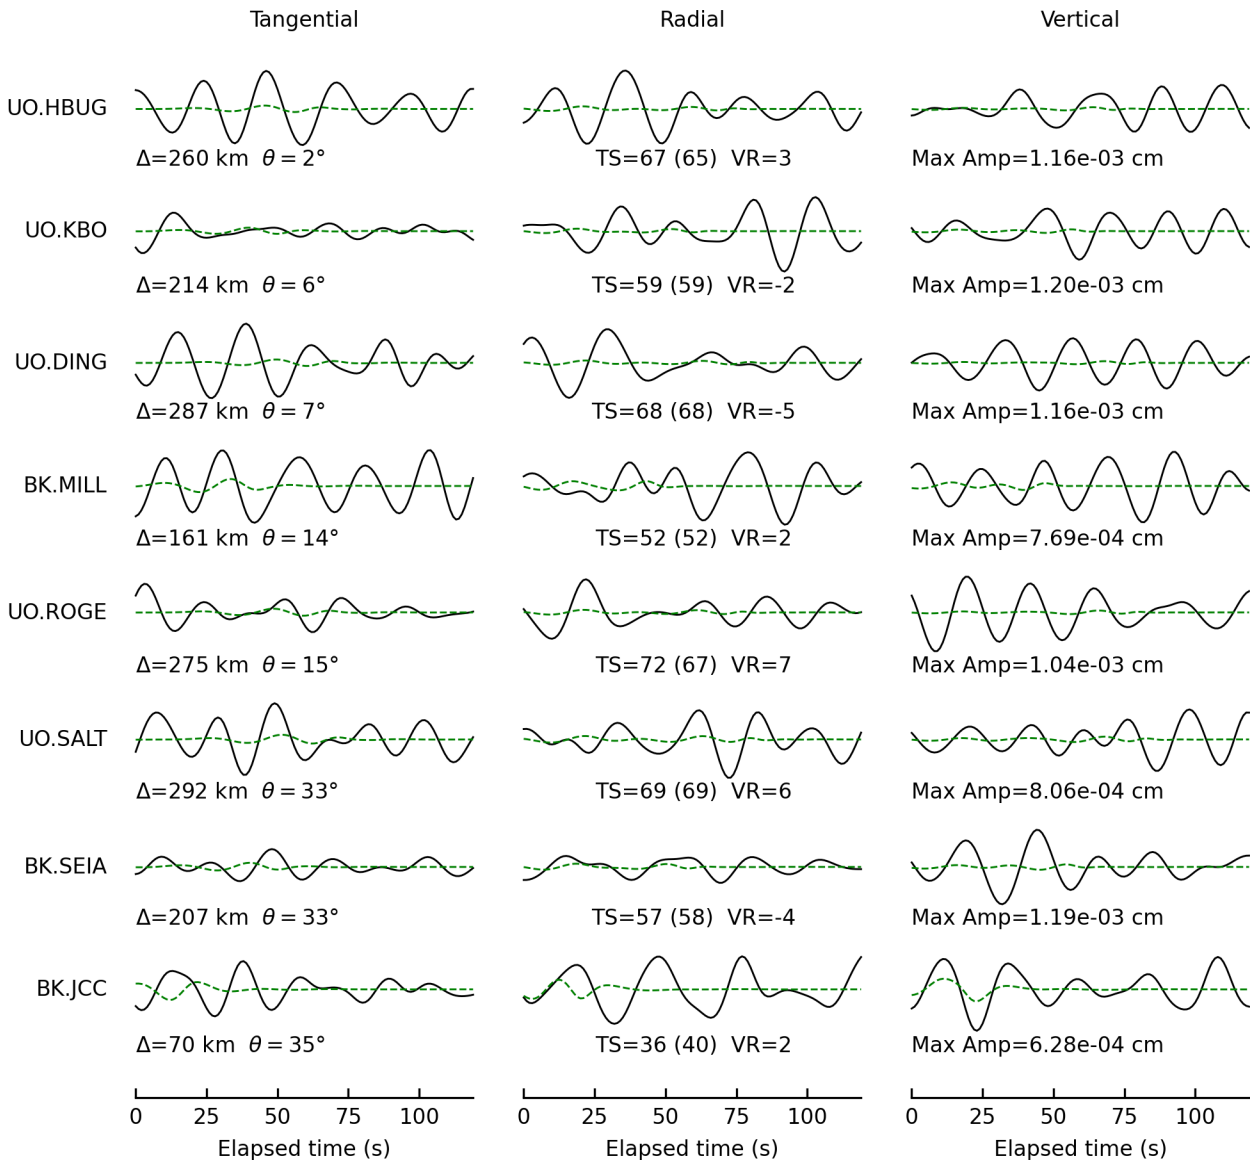 Tangential Radial Vertical
UO.HBUG
Δ=260 km θ = 2° TS=67 (65) VR=3 Max Amp=1.16e-03 cm
UO.KBO
Δ=214 km θ = 6° TS=59 (59) VR=-2 Max Amp=1.20e-03 cm
UO.DING
Δ=287 km θ = 7° TS=68 (68) VR=-5 Max Amp=1.16e-03 cm
BK.MILL
Δ=161 km θ = 14° TS=52 (52) VR=2 Max Amp=7.69e-04 cm
UO.ROGE
Δ=275 km θ = 15° TS=72 (67) VR=7 Max Amp=1.04e-03 cm
UO.SALT
Δ=292 km θ = 33° TS=69 (69) VR=6 Max Amp=8.06e-04 cm
BK.SEIA
Δ=207 km θ = 33° TS=57 (58) VR=-4 Max Amp=1.19e-03 cm
BK.JCC
Δ=70 km θ = 35° TS=36 (40) VR=2 Max Amp=6.28e-04 cm
0 25 50 75 100 0 25 50 75 100 0 25 50 75 100
Elapsed time (s) Elapsed time (s) Elapsed time (s)